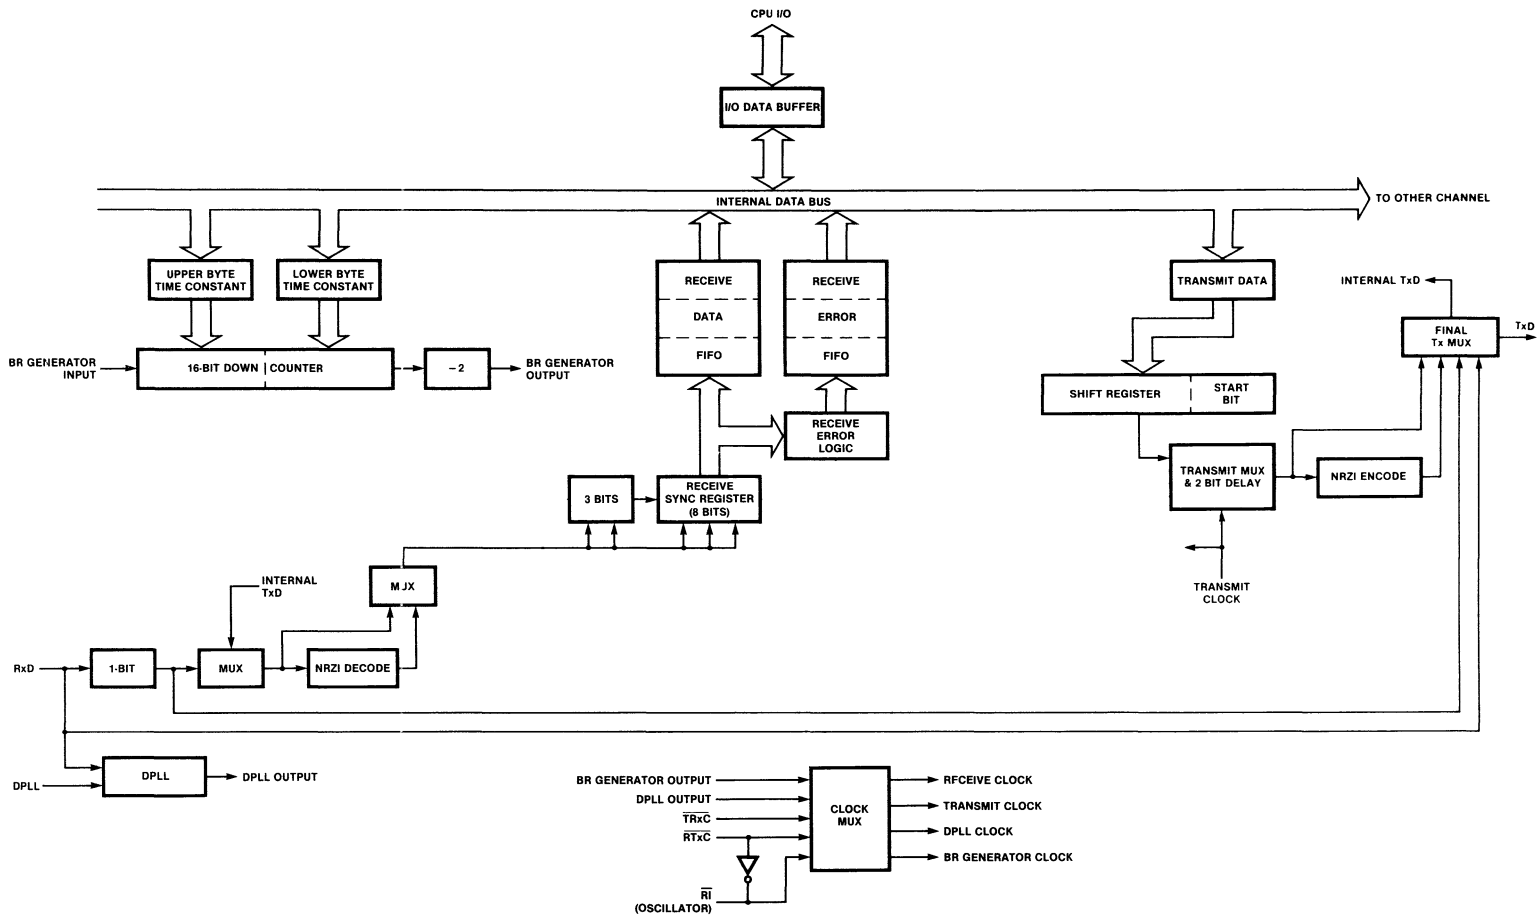 CPU I/O
I/O DATA BUFFER
INTERNAL DATA BUS
TO OTHER CHANNEL
UPPER BYTE
TIME CONSTANT
LOWER BYTE
TIME CONSTANT
BR GENERATOR
INPUT
16-BIT DOWN COUNTER
– 2
BR GENERATOR
OUTPUT
RECEIVE
DATA
FIFO
RECEIVE
ERROR
FIFO
RECEIVE
ERROR
LOGIC
3 BITS
RECEIVE
SYNC REGISTER
(8 BITS)
TRANSMIT DATA
SHIFT REGISTER
START
BIT
TRANSMIT MUX
& 2 BIT DELAY
NRZI ENCODE
TRANSMIT
CLOCK
INTERNAL TxD
FINAL
Tx MUX
TxD
MJX
INTERNAL
TxD
RxD
1-BIT
MUX
NRZI DECODE
DPLL
DPLL
DPLL OUTPUT
BR GENERATOR OUTPUT
DPLL OUTPUT
TRxC
RTxC
RI
(OSCILLATOR)
CLOCK
MUX
RFCEIVE CLOCK
TRANSMIT CLOCK
DPLL CLOCK
BR GENERATOR CLOCK